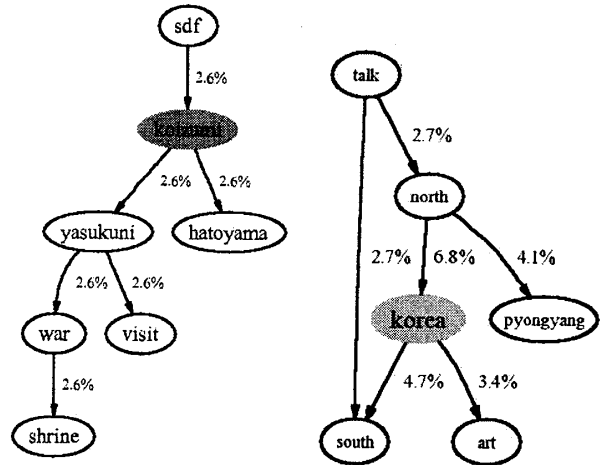 sdf
2.6%
koizumi
2.6%
2.6%
yasukuni
hatoyama
2.6%
2.6%
war
visit
2.6%
shrine
talk
2.7%
north
2.7%
6.8%
4.1%
korea
pyongyang
4.7%
3.4%
south
art